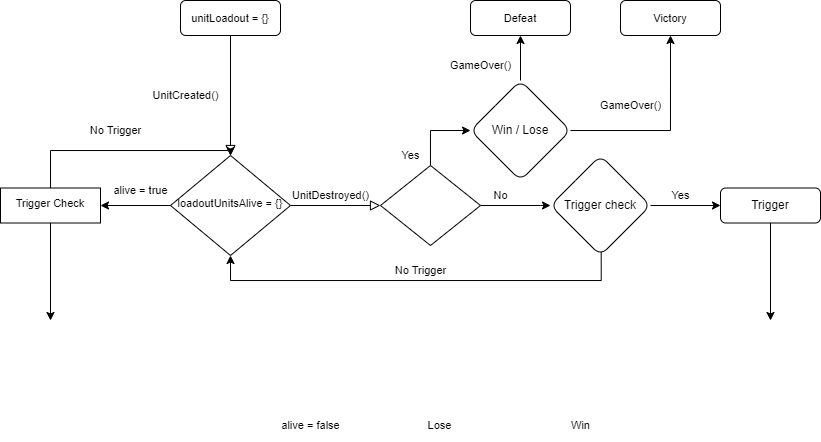 unitLoadout = {}
Defeat
Victory
GameOver()
UnitCreated()
GameOver()
No Trigger
Win / Lose
Yes
alive = true
UnitDestroyed()
No
Yes
Trigger Check
loadoutUnitsAlive = {}
Trigger check
Trigger
No Trigger
alive = false
Lose
Win